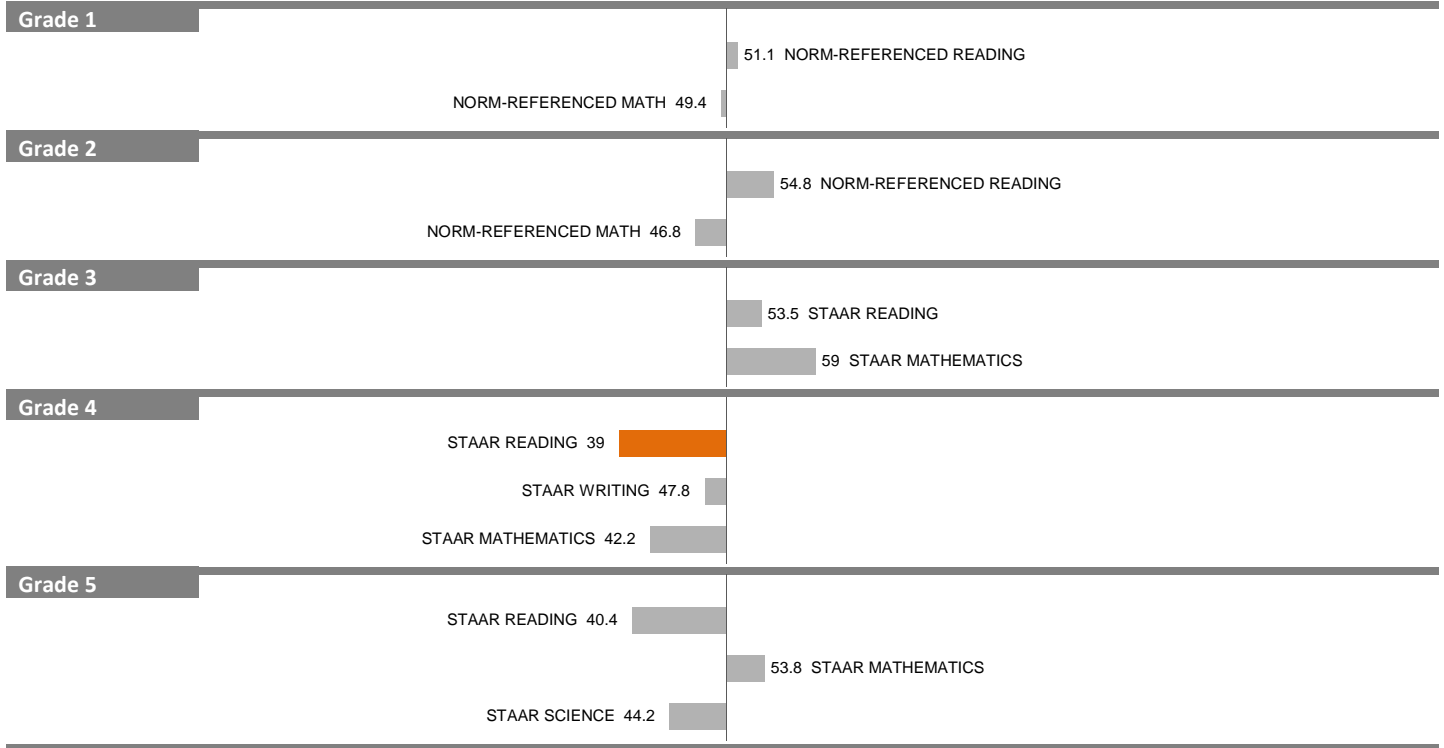 Grade 1
51.1 NORM-REFERENCED READING
NORM-REFERENCED MATH 49.4
Grade 2
54.8 NORM-REFERENCED READING
NORM-REFERENCED MATH 46.8
Grade 3
53.5 STAAR READING
59 STAAR MATHEMATICS
Grade 4
STAAR READING 39
STAAR WRITING 47.8
STAAR MATHEMATICS 42.2
Grade 5
STAAR READING 40.4
53.8 STAAR MATHEMATICS
STAAR SCIENCE 44.2